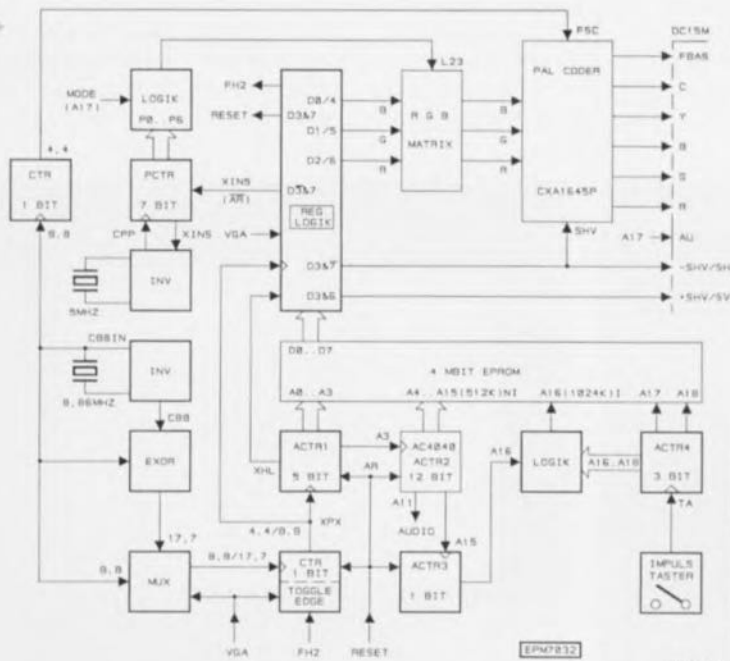 FSC
DC15M
FH2
L23
FBAS
PAL CODER
LOGIK
MODE
(A17)
P0..P6
RESET
D0/4
D3&7
D1/5
D2/6
B
G
R
R G B
MATRIX
B
G
R
C
Y
B
G
R
4,4
CTR
1 BIT
8,8
PCTR
7 BIT
XINS
(AR)
D3&7
REG
LOGIK
CXA1645P
CPP
XINS
VGA
SHV
A17
AU
INV
5MHZ
D3&7
-SHV/SH
D3&6
+SHV/SV
CB8IN
INV
8,86MHZ
CB8
D0..D7
4 MBIT EPROM
A0..A3
A4..A15(512K)NI
A16(1024K)I
A17
A18
EXOR
XHL
ACTR1
5 BIT
A3
AR
AC4040
ACTR2
12 BIT
A16
LOGIK
A16,A18
ACTR4
3 BIT
TA
17,7
4,4/8,8
XPX
A11
AUDIO
A15
8,8
MUX
8,8/17,7
CTR
1 BIT
TOGGLE
EDGE
ACTR3
1 BIT
IMPULS
TASTER
VGA
FH2
RESET
EPM7032